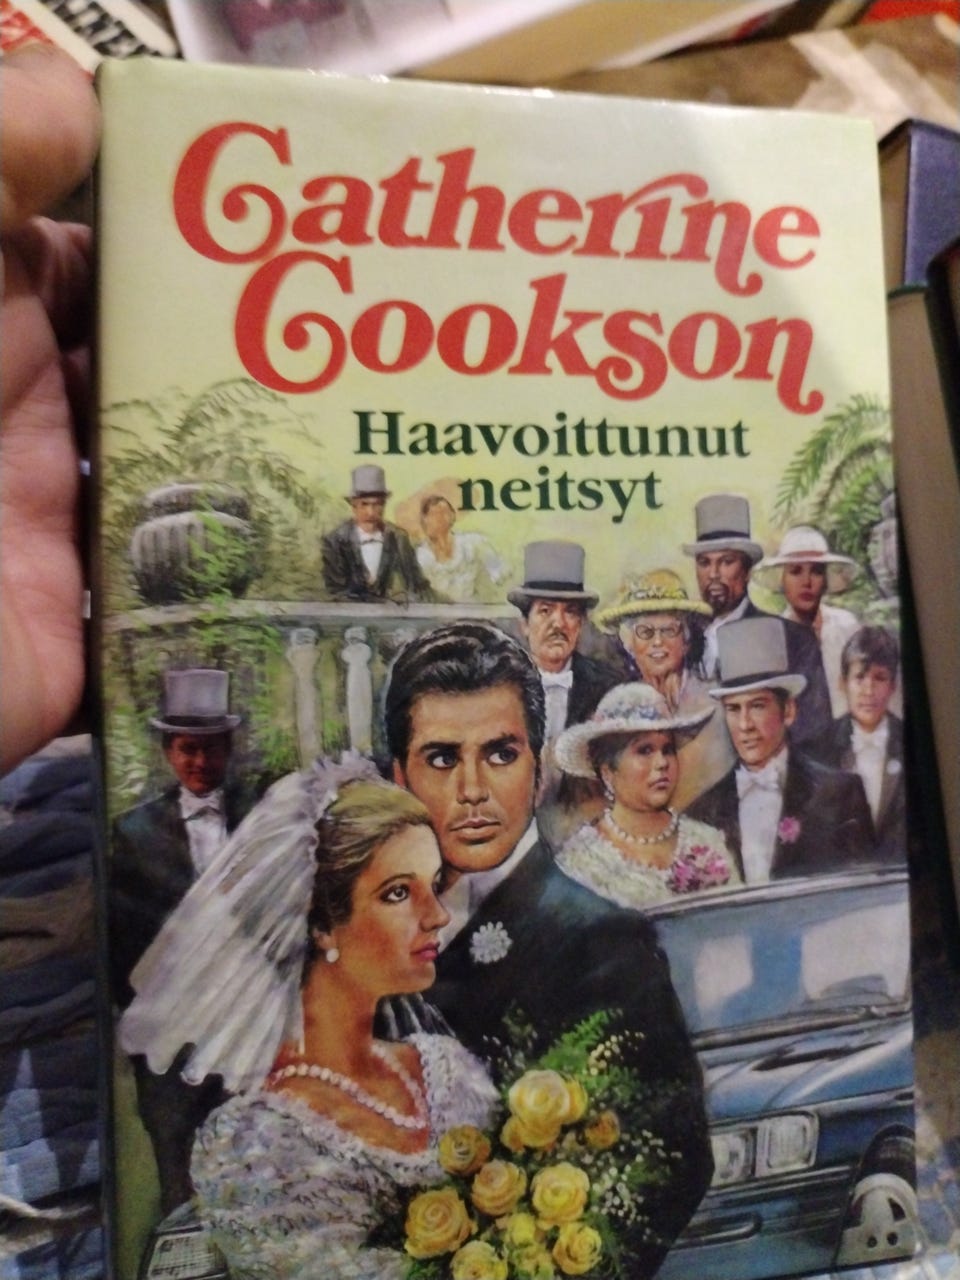 Catherine
Cookson
Haavoittunut
neitsyt